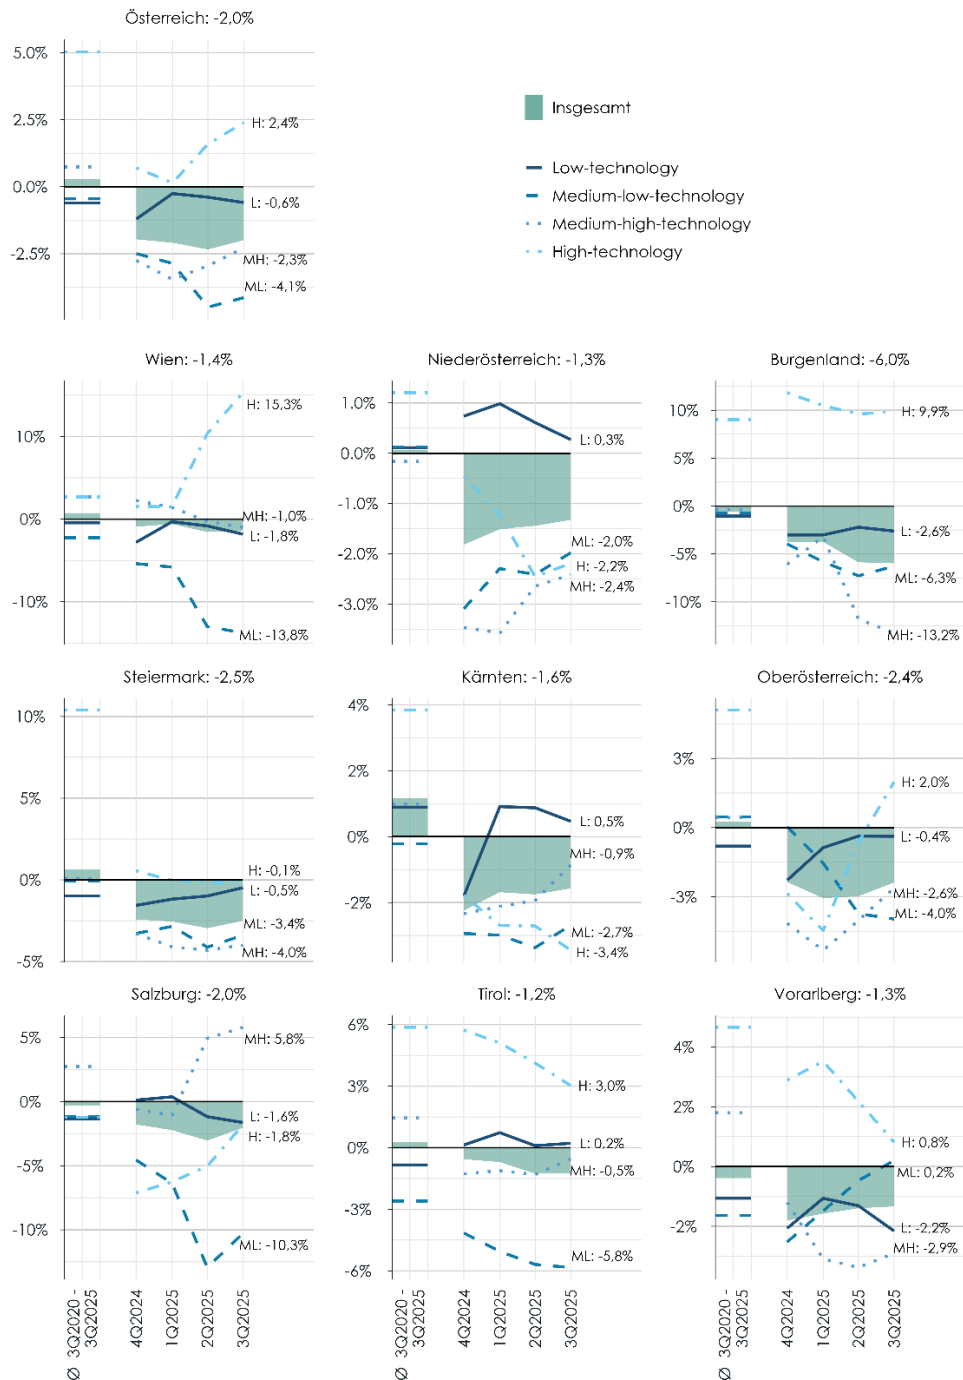 Österreich: -2,0%
5.0%
2.5%
0.0%
-2.5%
H: 2,4%
L: -0,6%
MH: -2,3%
ML: -4,1%
Insgesamt
Low-technology
Medium-low-technology
Medium-high-technology
High-technology
Wien: -1,4%
10%
0%
-10%
H: 15,3%
MH: -1,0%
L: -1,8%
ML: -13,8%
Niederösterreich: -1,3%
1.0%
0.0%
-1.0%
-2.0%
-3.0%
L: 0,3%
ML: -2,0%
H: -2,2%
MH: -2,4%
Burgenland: -6,0%
10%
5%
0%
-5%
-10%
H: 9,9%
L: -2,6%
ML: -6,3%
MH: -13,2%
Steiermark: -2,5%
10%
5%
0%
-5%
H: -0,1%
L: -0,5%
ML: -3,4%
MH: -4,0%
Kärnten: -1,6%
4%
2%
0%
-2%
L: 0,5%
MH: -0,9%
ML: -2,7%
H: -3,4%
Oberösterreich: -2,4%
3%
0%
-3%
H: 2,0%
L: -0,4%
MH: -2,6%
ML: -4,0%
Salzburg: -2,0%
5%
0%
-5%
-10%
MH: 5,8%
L: -1,6%
H: -1,8%
ML: -10,3%
Ø 3Q2020 -
3Q2025
4Q2024
1Q2025
2Q2025
3Q2025
Tirol: -1,2%
6%
3%
0%
-3%
-6%
H: 3,0%
L: 0,2%
MH: -0,5%
ML: -5,8%
Ø 3Q2020 -
3Q2025
4Q2024
1Q2025
2Q2025
3Q2025
Vorarlberg: -1,3%
4%
2%
0%
-2%
H: 0,8%
ML: 0,2%
L: -2,2%
MH: -2,9%
Ø 3Q2020 -
3Q2025
4Q2024
1Q2025
2Q2025
3Q2025